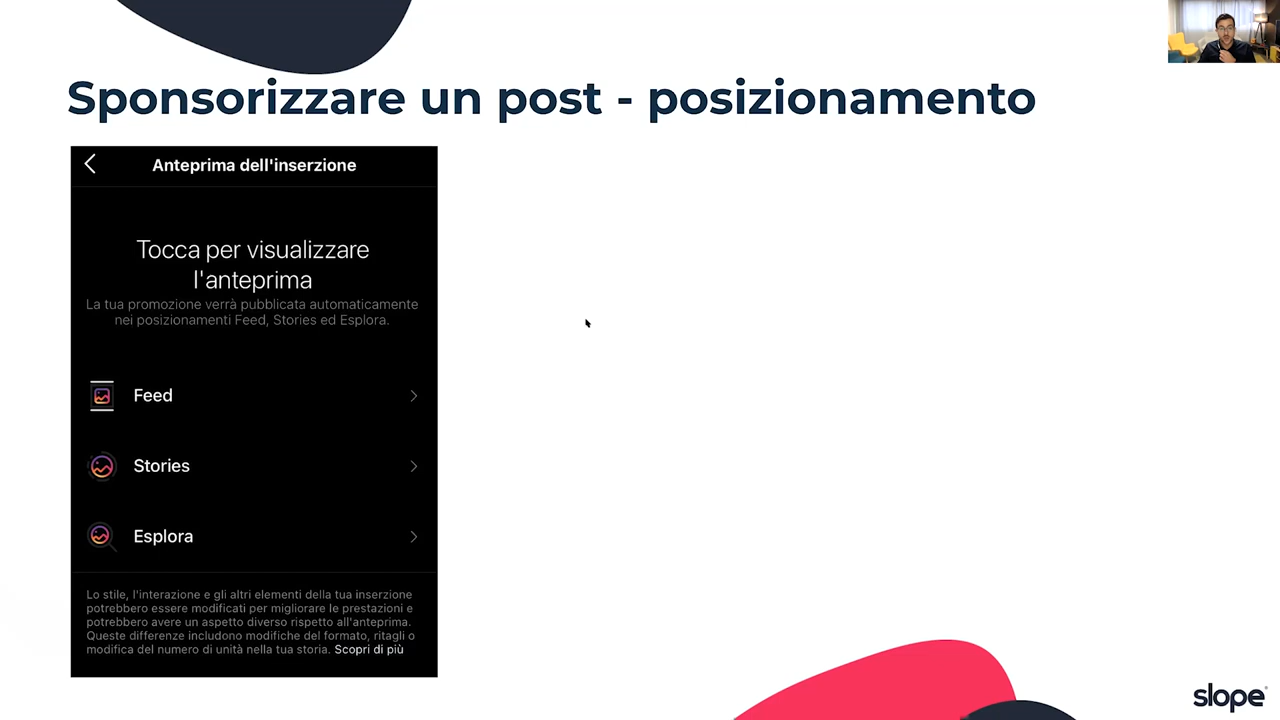 Sponsorizzare un post - posizionamento
Anteprima dell'inserzione
Tocca per visualizzare
l'anteprima
La tua promozione verrà pubblicata automaticamente
nei posizionamenti Feed, Stories ed Esplora.
Feed
Stories
Esplora
Lo stile, l'interazione e gli altri elementi della tua inserzione
potrebbero essere modificati per migliorare le prestazioni e
potrebbero avere un aspetto diverso rispetto all'anteprima.
Queste differenze includono modifiche del formato, ritagli o
modifica del numero di unità nella tua storia. Scopri di più
slope